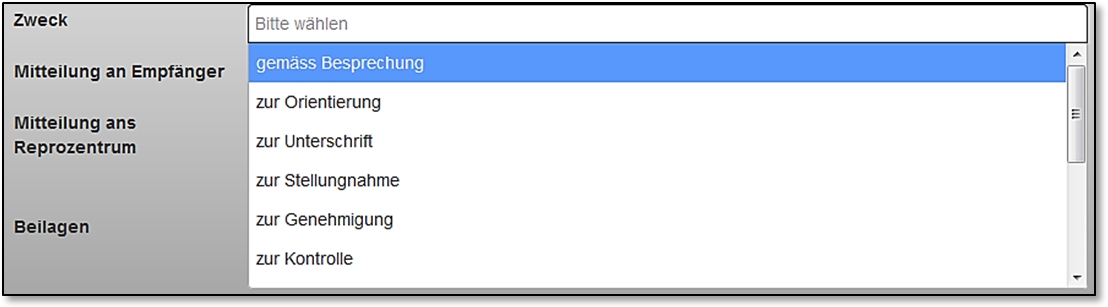 Zweck
Bitte wählen
gemäss Besprechung
Mitteilung an Empfänger
zur Orientierung
Mitteilung ans
Reprozentrum
zur Unterschrift
zur Stellungnahme
Beilagen
zur Genehmigung
zur Kontrolle